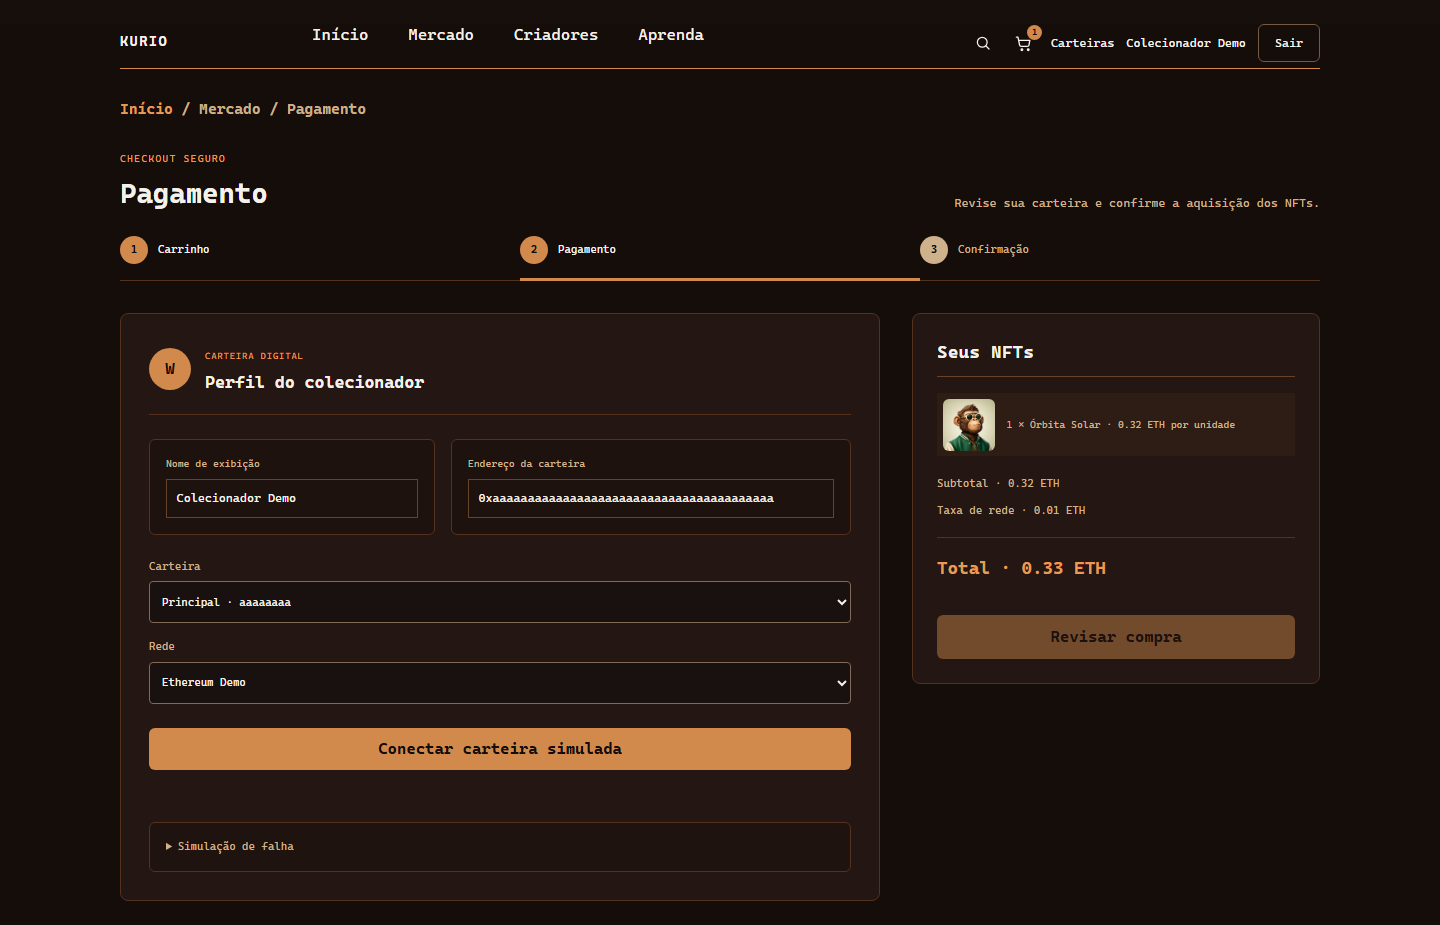 KURIO
Início Mercado Criadores Aprenda
1
Carteiras Colecionador Demo Sair
Início / Mercado / Pagamento
CHECKOUT SEGURO
Pagamento
Revise sua carteira e confirme a aquisição dos NFTs.
1 Carrinho
2 Pagamento
3 Confirmação
W
CARTEIRA DIGITAL
Perfil do colecionador
Nome de exibição
Colecionador Demo
Endereço da carteira
0xaaaaaaaaaaaaaaaaaaaaaaaaaaaaaaaaaaaaaaaa
Carteira
Principal · aaaaaaaa
Rede
Ethereum Demo
Conectar carteira simulada
Simulação de falha
Seus NFTs
1 × Órbita Solar · 0.32 ETH por unidade
Subtotal · 0.32 ETH
Taxa de rede · 0.01 ETH
Total · 0.33 ETH
Revisar compra